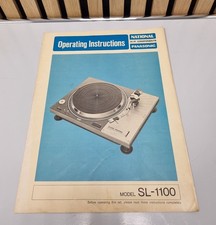 Operating Instructions
NATIONAL
PANASONIC
MODEL SL-1100